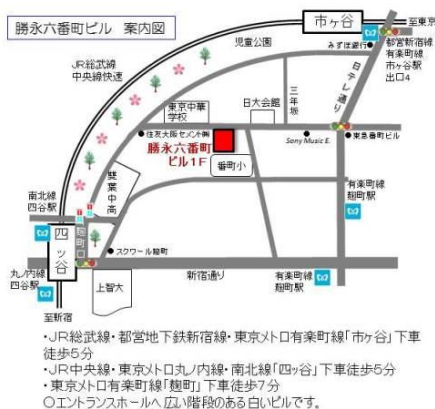 勝永六番町ビル 案内図
市ヶ谷
至東京
児童公園
みずほ銀行
都営新宿線
有楽町線
市ヶ谷駅
出口4
JR総武線
中央線快速
日テレ通り
三年坂
東京中華
学校
日大会館
住友大阪セメント㈱
Sony Music E.
東急番町ビル
勝永六番町
ビル1F
番町小
雙葉中高
有楽町線
麹町駅
南北線
四谷駅
麹町口
四ッ谷
スクワール麹町
丸ノ内線
四谷駅
上智大
新宿通り
有楽町線
麹町駅
至新宿
・JR総武線・都営地下鉄新宿線・東京メトロ有楽町線「市ヶ谷」下車
徒歩5分
・JR中央線・東京メトロ丸ノ内線・南北線「四ッ谷」下車徒歩5分
・東京メトロ有楽町線「麹町」下車徒歩7分
○エントランスホールへ広い階段のある白いビルです。